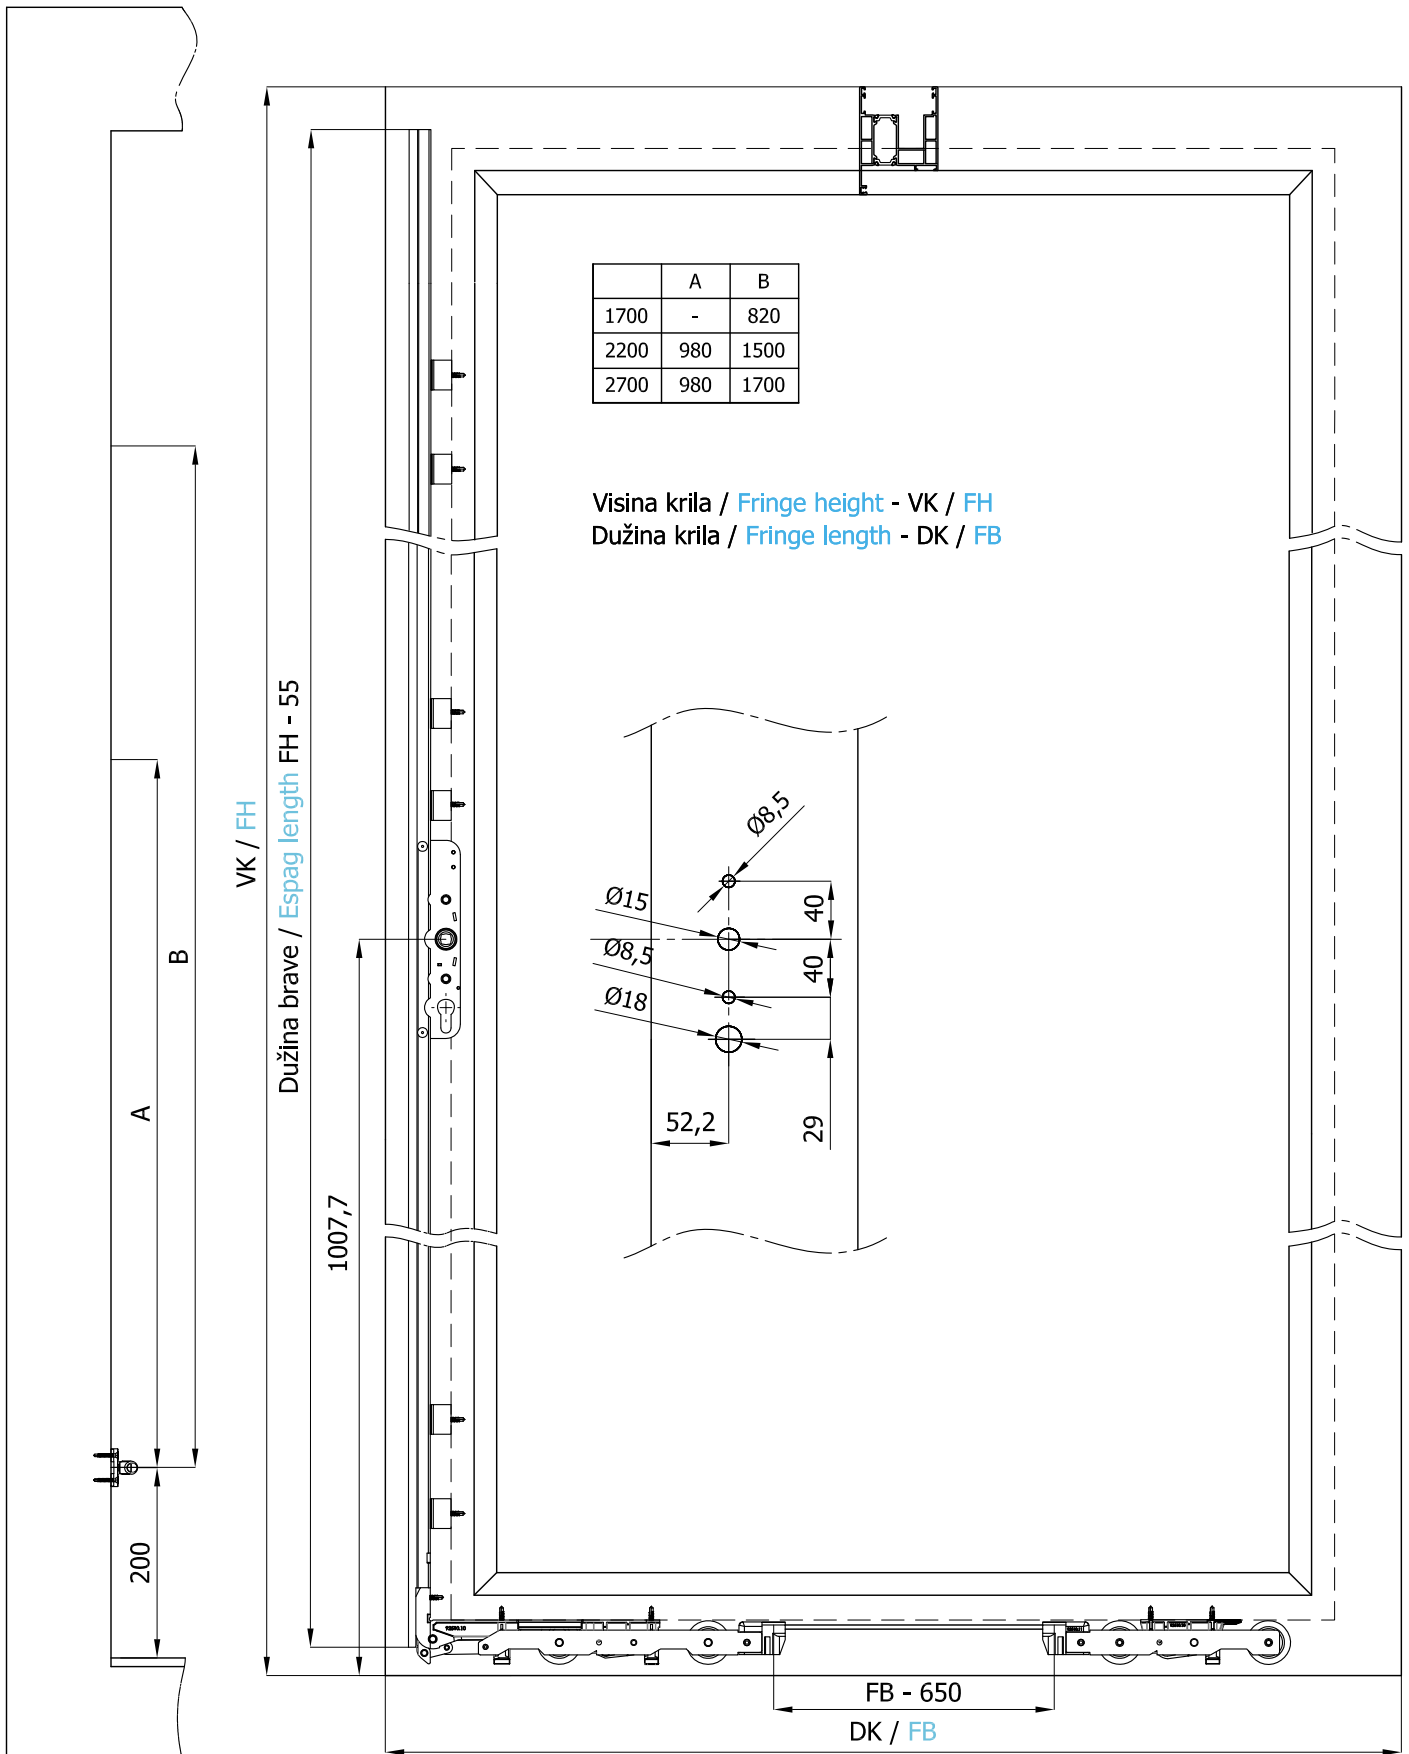 A B
1700 - 820
2200 980 1500
2700 980 1700
Visina krila / Fringe height - VK / FH
Dužina krila / Fringe length - DK / FB
VK / FH
Dužina brave / Espag length FH - 55
B
A
200
1007,7
Ø8,5
Ø15
40
Ø8,5
40
Ø18
52,2
29
FB - 650
DK / FB